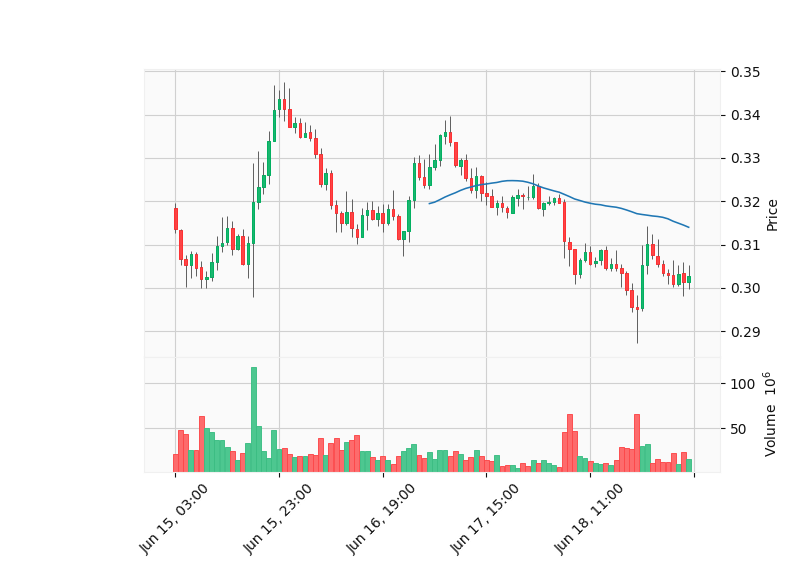 0.35
0.34
0.33
0.32
0.31
0.30
0.29
Price
100
50
Volume 10^6
Jun 15, 03:00
Jun 15, 23:00
Jun 16, 19:00
Jun 17, 15:00
Jun 18, 11:00